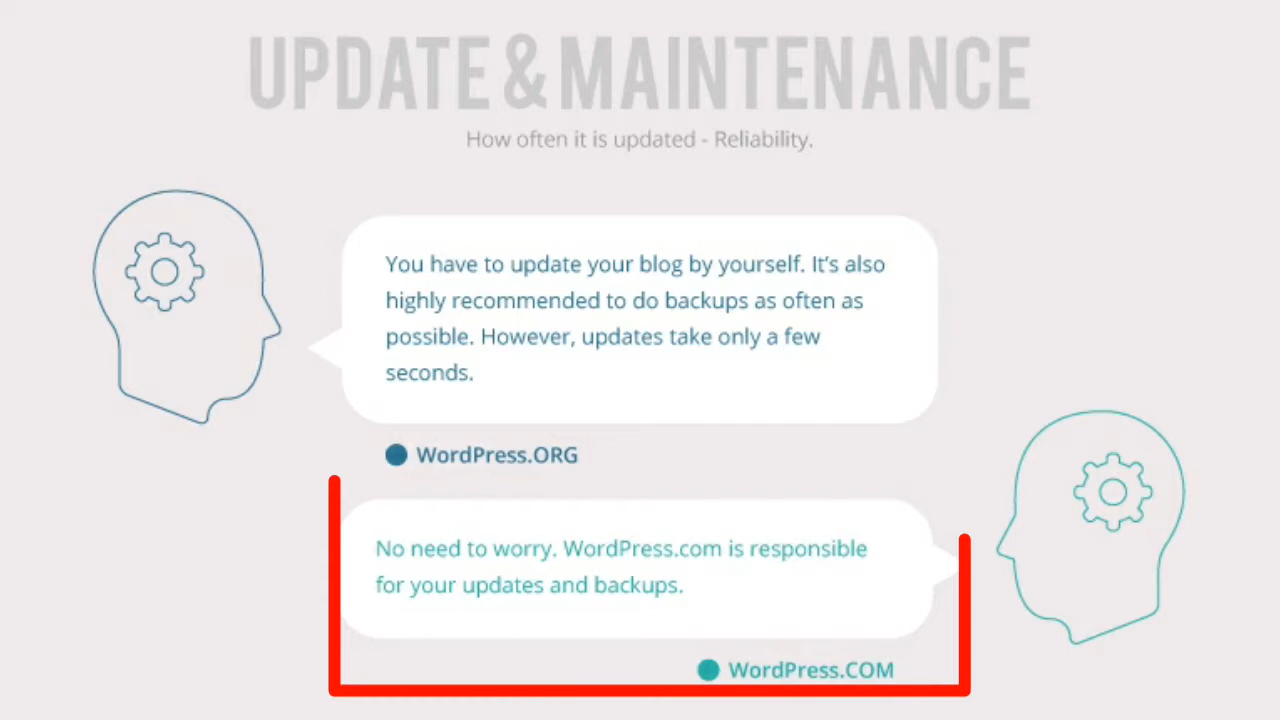 UPDATE & MAINTENANCE
How often it is updated - Reliability.
You have to update your blog by yourself. It's also
highly recommended to do backups as often as
possible. However, updates take only a few
seconds.
WordPress.ORG
No need to worry. WordPress.com is responsible
for your updates and backups.
WordPress.COM